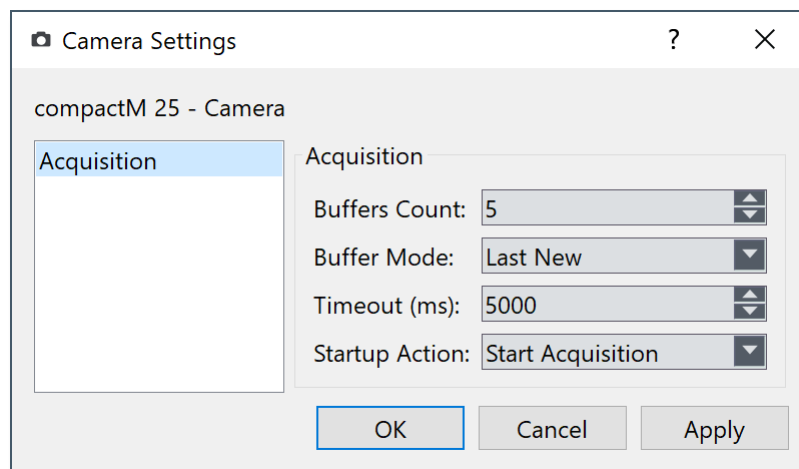 Camera Settings
?
compactM 25 - Camera
Acquisition
Acquisition
Buffers Count: 5
Buffer Mode: Last New
Timeout (ms): 5000
Startup Action: Start Acquisition
OK Cancel Apply